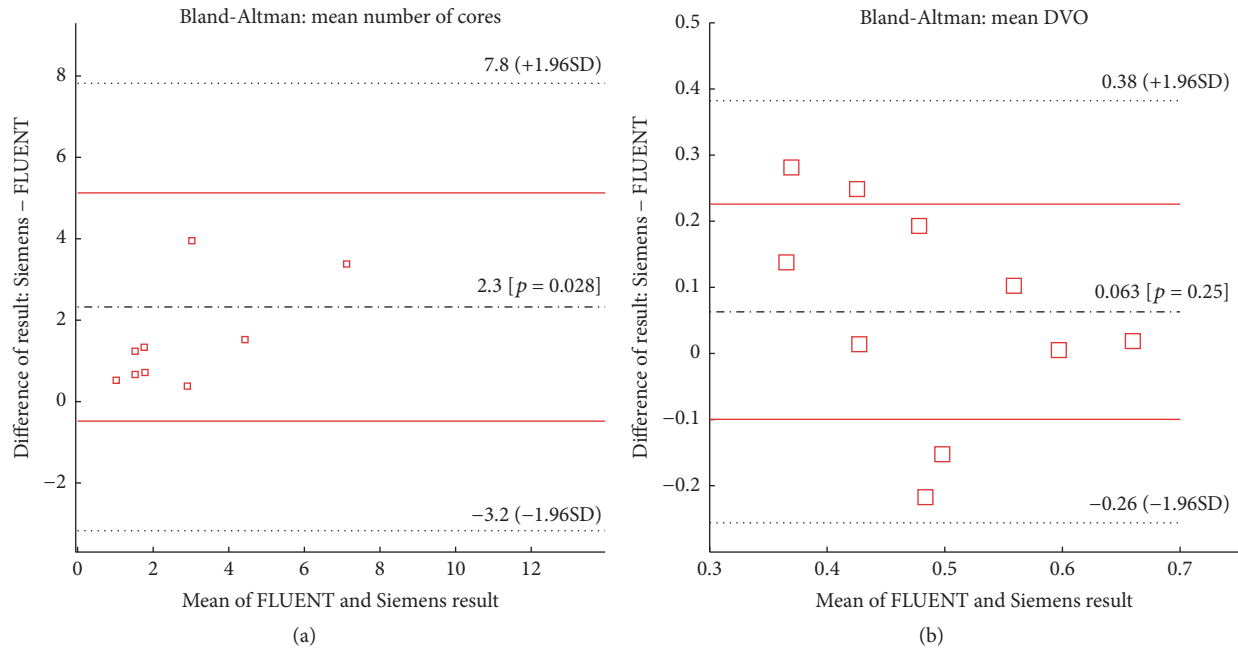 Bland-Altman: mean number of cores
7.8 (+1.96SD)
2.3 [p = 0.028]
−3.2 (−1.96SD)
8
6
4
2
0
−2
0 2 4 6 8 10 12
Difference of result: Siemens − FLUENT
Mean of FLUENT and Siemens result
(a)
Bland-Altman: mean DVO
0.38 (+1.96SD)
0.063 [p = 0.25]
−0.26 (−1.96SD)
0.5
0.4
0.3
0.2
0.1
0
−0.1
−0.2
0.3 0.4 0.5 0.6 0.7
Difference of result: Siemens − FLUENT
Mean of FLUENT and Siemens result
(b)